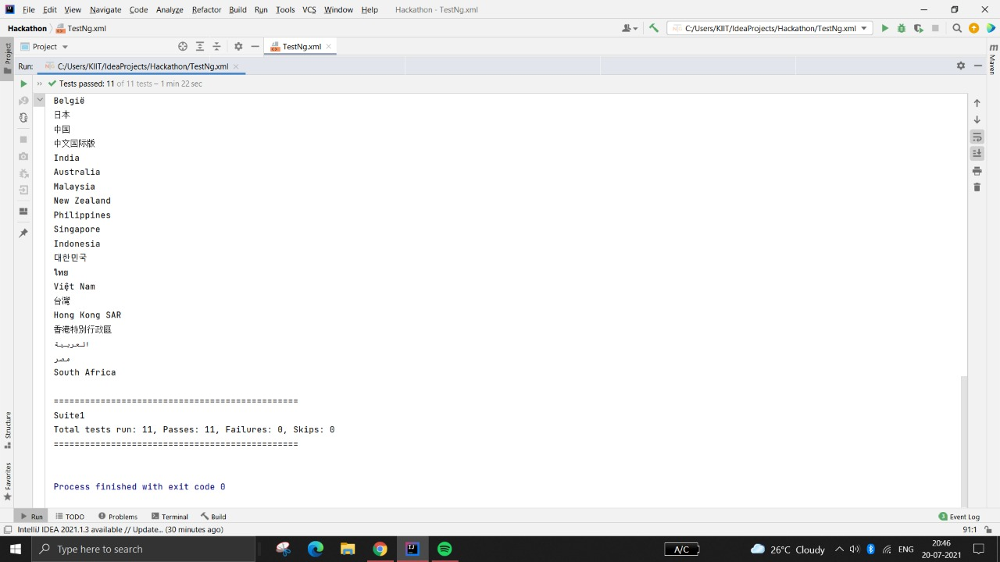 File Edit View Navigate Code Analyze Refactor Build Run Tools VCS Window Help Hackathon - TestNg.xml
Hackathon TestNg.xml C:/Users/KIIT/IdeaProjects/Hackathon/TestNg.xml
Project Project TestNg.xml m
Maven
Run: C:/Users/KIIT/IdeaProjects/Hackathon/TestNg.xml
Tests passed: 11 of 11 tests – 1 min 22 sec
België
日本
中国
中文国际版
India
Australia
Malaysia
New Zealand
Philippines
Singapore
Indonesia
대한민국
ไทย
Việt Nam
台灣
Hong Kong SAR
香港特別行政區
العربية
مصر
South Africa
===============================================
Suite1
Total tests run: 11, Passes: 11, Failures: 0, Skips: 0
===============================================
Process finished with exit code 0
Structure
Favorites
Run TODO Problems Terminal Build 3 Event Log
IntelliJ IDEA 2021.1.3 available // Update... (30 minutes ago) 91:1
Type here to search A/C 26°C Cloudy ENG 20:46
20-07-2021